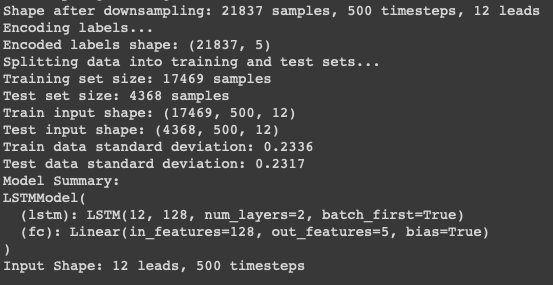 Shape after downsampling: 21837 samples, 500 timesteps, 12 leads
Encoding labels...
Encoded labels shape: (21837, 5)
Splitting data into training and test sets...
Training set size: 17469 samples
Test set size: 4368 samples
Train input shape: (17469, 500, 12)
Test input shape: (4368, 500, 12)
Train data standard deviation: 0.2336
Test data standard deviation: 0.2317
Model Summary:
LSTMModel(
  (lstm): LSTM(12, 128, num_layers=2, batch_first=True)
  (fc): Linear(in_features=128, out_features=5, bias=True)
)
Input Shape: 12 leads, 500 timesteps